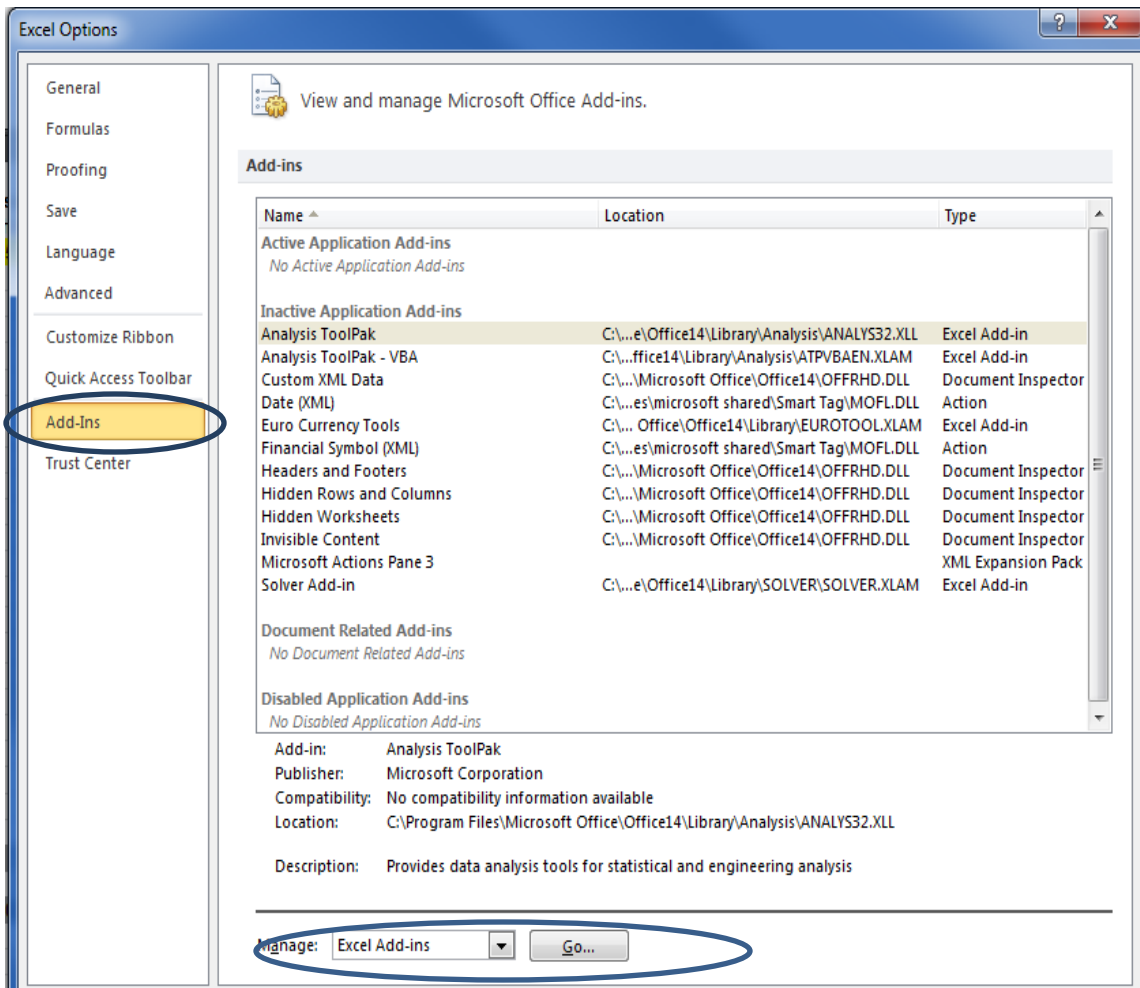 Excel Options
?
X
General
Formulas
Proofing
Save
Language
Advanced
Customize Ribbon
Quick Access Toolbar
Add-Ins
Trust Center
View and manage Microsoft Office Add-ins.
Add-ins
Name Location Type
Active Application Add-ins
No Active Application Add-ins
Inactive Application Add-ins
Analysis ToolPak C:\...e\Office14\Library\Analysis\ANALYS32.XLL Excel Add-in
Analysis ToolPak - VBA C:\...ffice14\Library\Analysis\ATPVBAEN.XLAM Excel Add-in
Custom XML Data C:\...\Microsoft Office\Office14\OFFRHD.DLL Document Inspector
Date (XML) C:\...es\microsoft shared\Smart Tag\MOFL.DLL Action
Euro Currency Tools C:\... Office\Office14\Library\EUROTOOL.XLAM Excel Add-in
Financial Symbol (XML) C:\...es\microsoft shared\Smart Tag\MOFL.DLL Action
Headers and Footers C:\...\Microsoft Office\Office14\OFFRHD.DLL Document Inspector
Hidden Rows and Columns C:\...\Microsoft Office\Office14\OFFRHD.DLL Document Inspector
Hidden Worksheets C:\...\Microsoft Office\Office14\OFFRHD.DLL Document Inspector
Invisible Content C:\...\Microsoft Office\Office14\OFFRHD.DLL Document Inspector
Microsoft Actions Pane 3 XML Expansion Pack
Solver Add-in C:\...e\Office14\Library\SOLVER\SOLVER.XLAM Excel Add-in
Document Related Add-ins
No Document Related Add-ins
Disabled Application Add-ins
No Disabled Application Add-ins
Add-in: Analysis ToolPak
Publisher: Microsoft Corporation
Compatibility: No compatibility information available
Location: C:\Program Files\Microsoft Office\Office14\Library\Analysis\ANALYS32.XLL
Description: Provides data analysis tools for statistical and engineering analysis
Manage: Excel Add-ins Go...